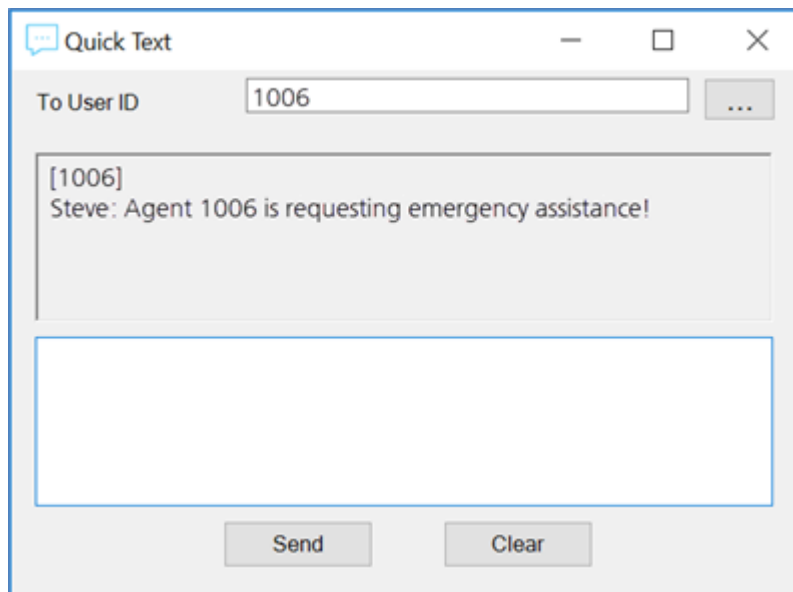 Quick Text
To User ID 1006 ...
[1006]
Steve: Agent 1006 is requesting emergency assistance!
Send Clear